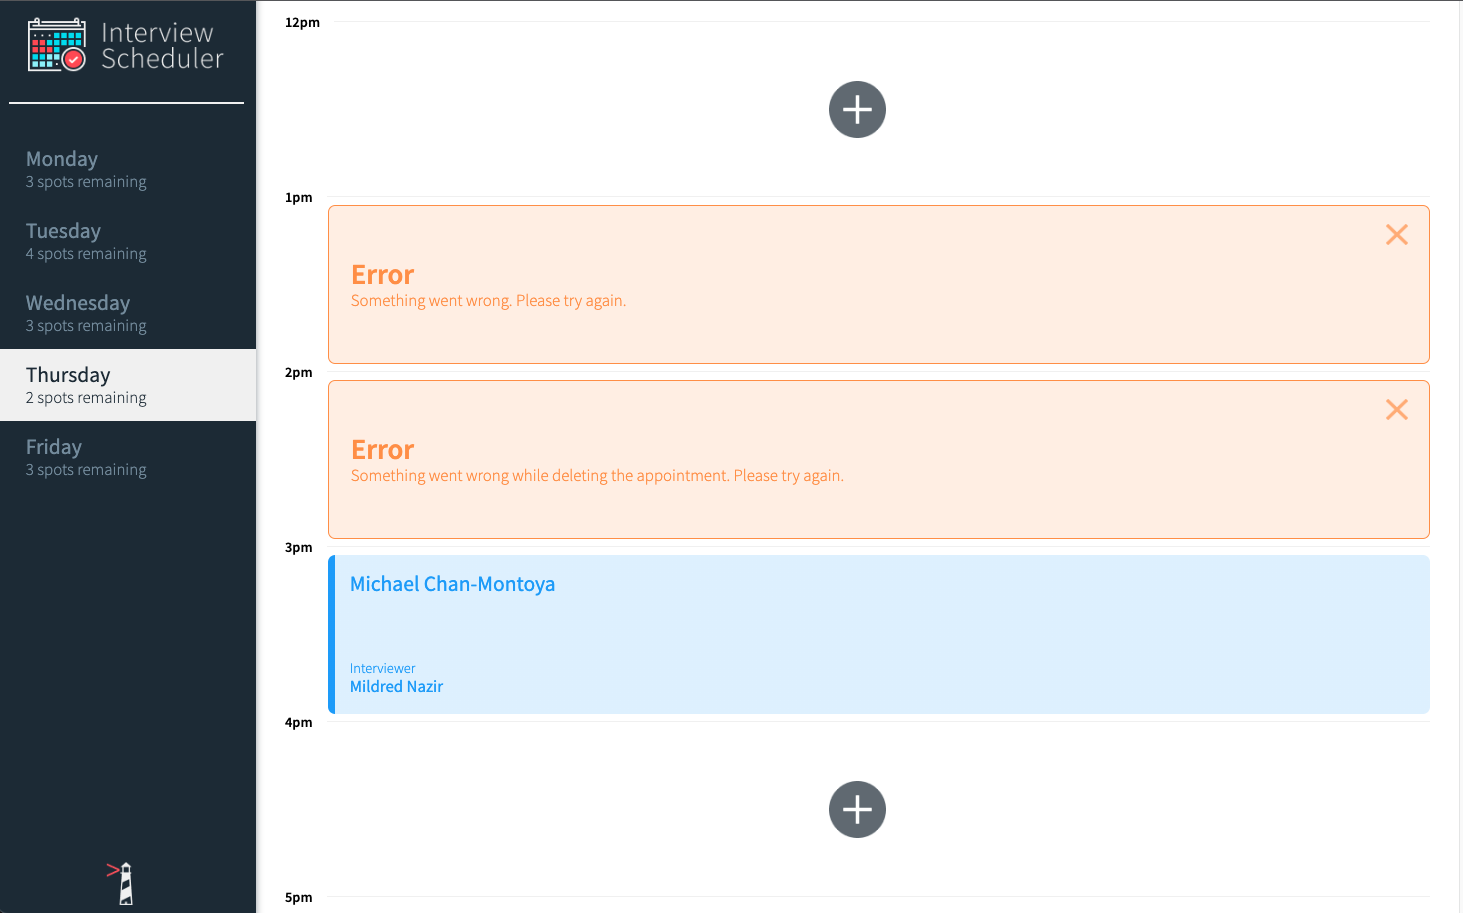 Interview
Scheduler
Monday
3 spots remaining
Tuesday
4 spots remaining
Wednesday
3 spots remaining
Thursday
2 spots remaining
Friday
3 spots remaining
12pm
1pm
Error
Something went wrong. Please try again.
2pm
Error
Something went wrong while deleting the appointment. Please try again.
3pm
Michael Chan-Montoya
Interviewer
Mildred Nazir
4pm
5pm